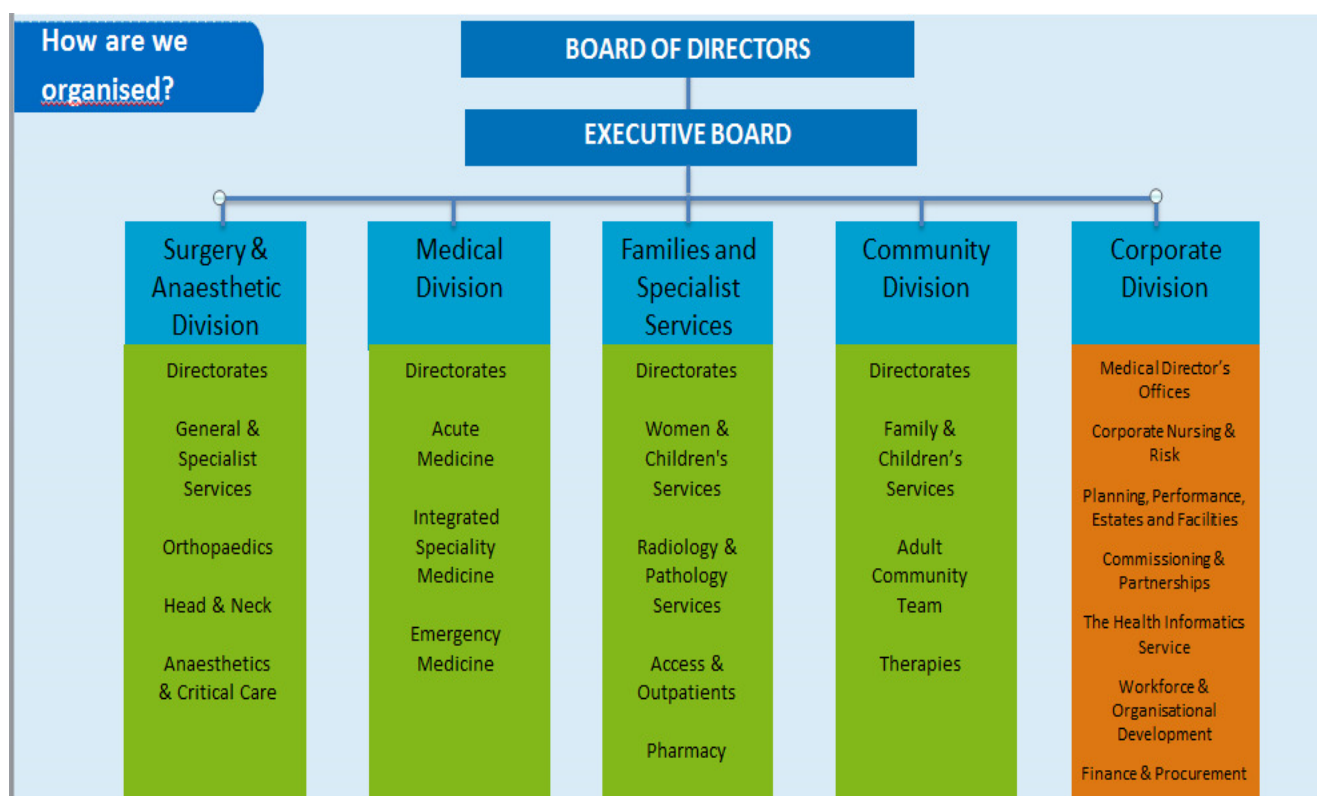 How are we
organised?
BOARD OF DIRECTORS
EXECUTIVE BOARD
Surgery &
Anaesthetic
Division
Directorates
General &
Specialist
Services
Orthopaedics
Head & Neck
Anaesthetics
& Critical Care
Medical
Division
Directorates
Acute
Medicine
Integrated
Speciality
Medicine
Emergency
Medicine
Families and
Specialist
Services
Directorates
Women &
Children's
Services
Radiology &
Pathology
Services
Access &
Outpatients
Pharmacy
Community
Division
Directorates
Family &
Children’s
Services
Adult
Community
Team
Therapies
Corporate
Division
Medical Director’s
Offices
Corporate Nursing &
Risk
Planning, Performance,
Estates and Facilities
Commissioning &
Partnerships
The Health Informatics
Service
Workforce &
Organisational
Development
Finance & Procurement